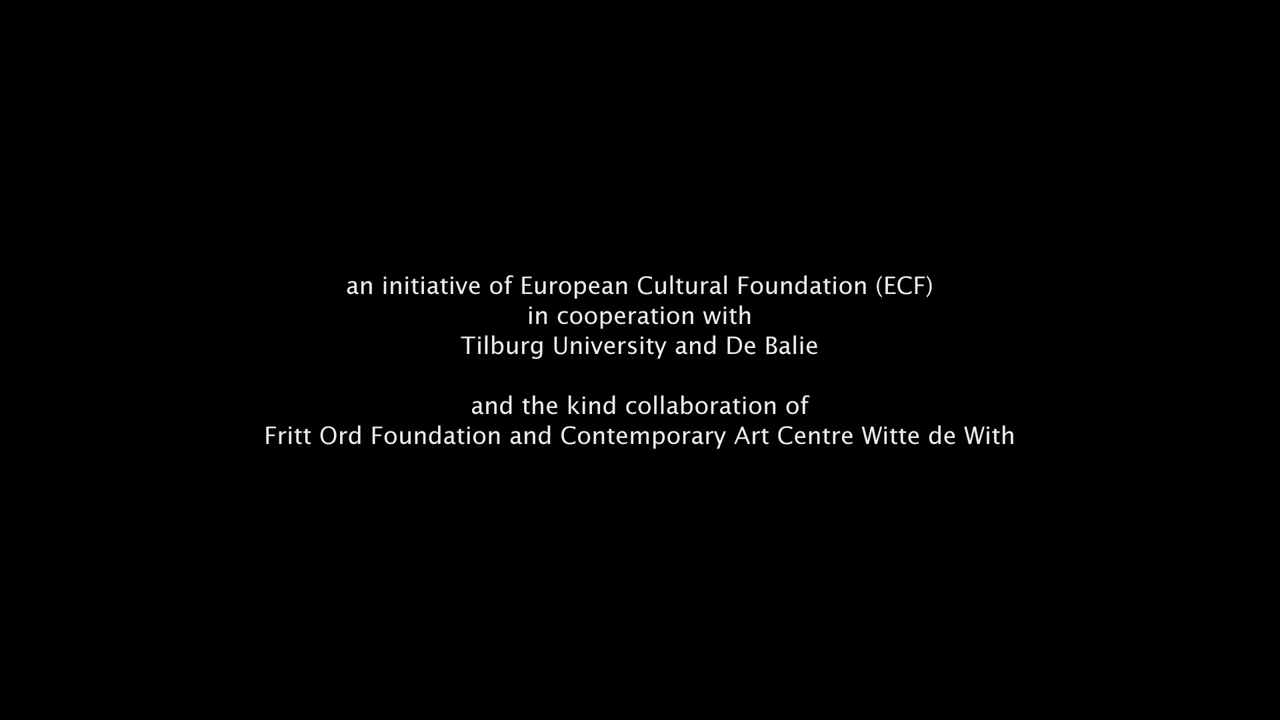 an initiative of European Cultural Foundation (ECF)
in cooperation with
Tilburg University and De Balie
and the kind collaboration of
Fritt Ord Foundation and Contemporary Art Centre Witte de With